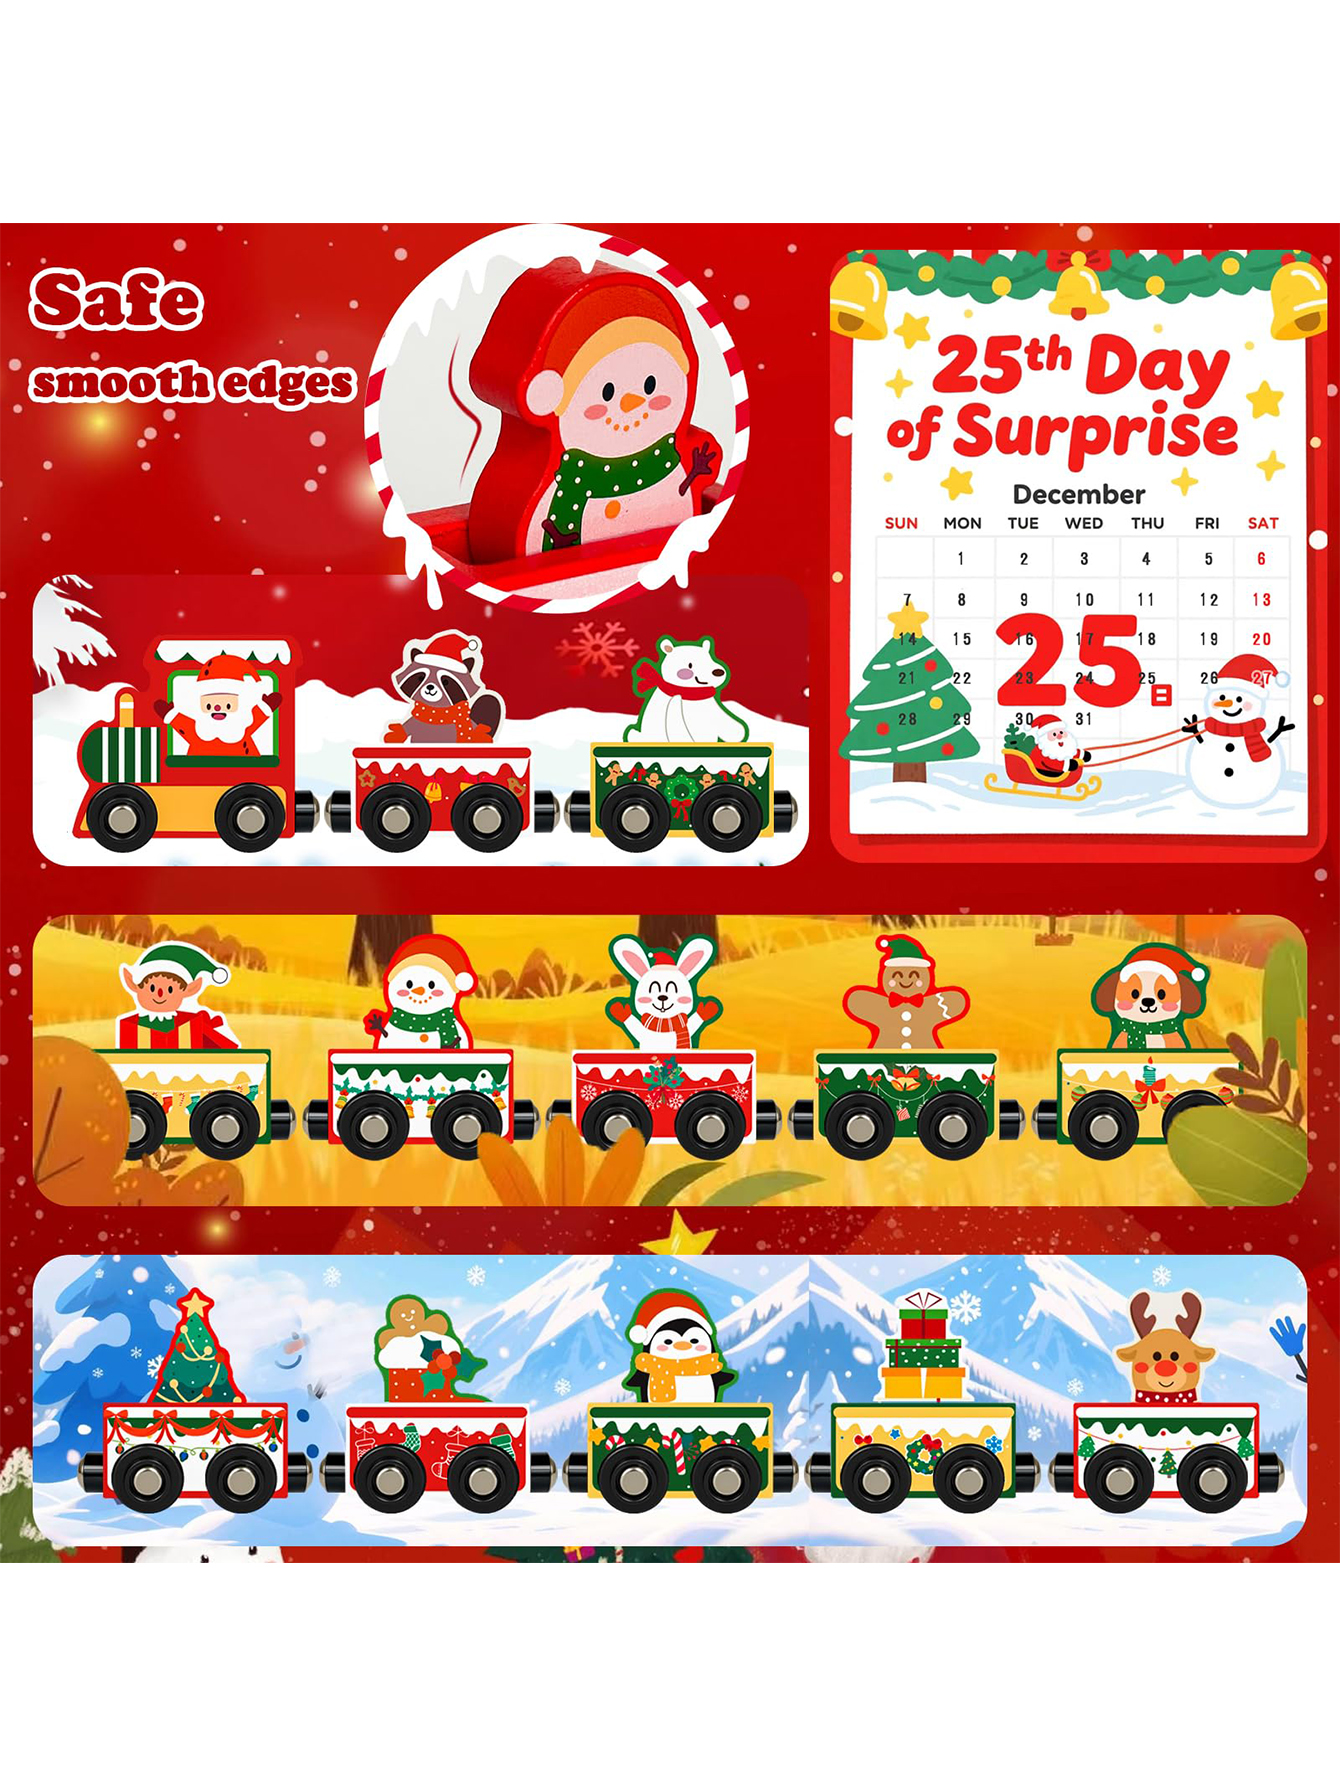 Safe
smooth edges
25th Day
of Surprise
December
SUN MON TUE WED THU FRI SAT
1 2 3 4 5 6
7 8 9 10 11 12 13
14 15 16 17 18 19 20
21 22 23 24 25 26 27
28 29 30 31
25日